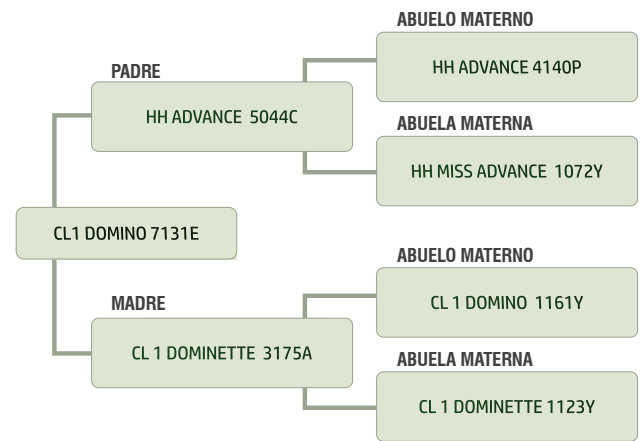 ABUELO MATERNO
HH ADVANCE 4140P
PADRE
HH ADVANCE 5044C
ABUELA MATERNA
HH MISS ADVANCE 1072Y
CL1 DOMINO 7131E
ABUELO MATERNO
CL 1 DOMINO 1161Y
MADRE
CL 1 DOMINETTE 3175A
ABUELA MATERNA
CL 1 DOMINETTE 1123Y